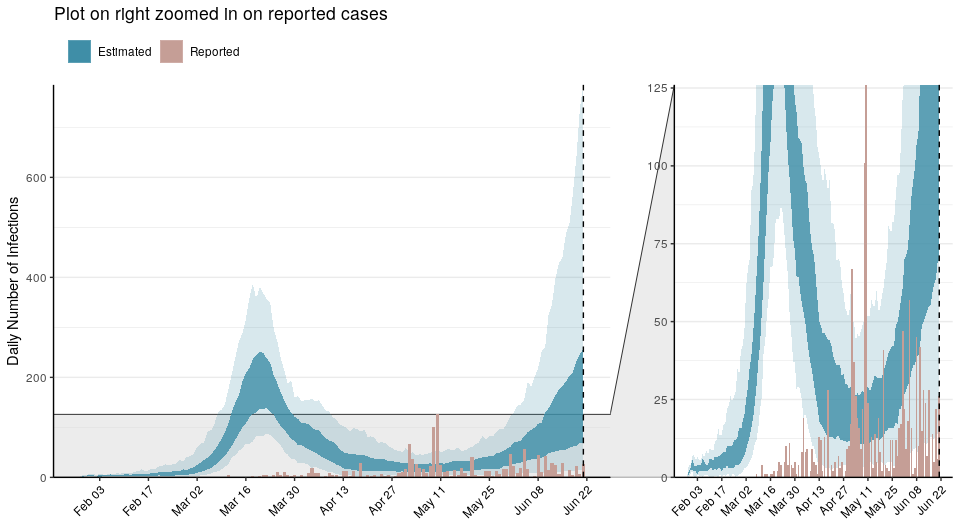 Plot on right zoomed in on reported cases
Estimated Reported
Daily Number of Infections
600
400
200
0
Feb 03 Feb 17 Mar 02 Mar 16 Mar 30 Apr 13 Apr 27 May 11 May 25 Jun 08 Jun 22
125
100
75
50
25
0
Feb 03 Feb 17 Mar 02 Mar 16 Mar 30 Apr 13 Apr 27 May 11 May 25 Jun 08 Jun 22